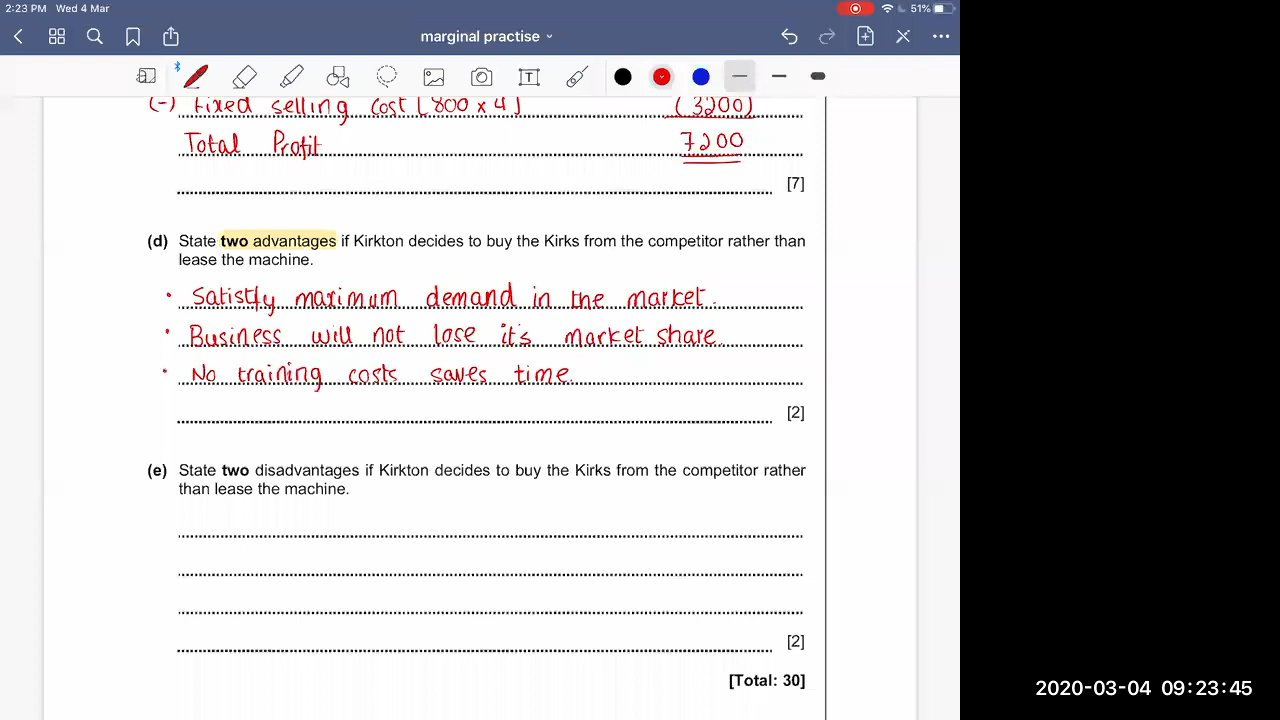 2:23 PM Wed 4 Mar
51%
marginal practise
(-) Fixed selling cost [800 x 4] (3200)
Total Profit 7200
[7]
(d) State two advantages if Kirkton decides to buy the Kirks from the competitor rather than
lease the machine.
• Satistfy maximum demand in the market.
• Business will not lose it's market share.
• No training costs saves time.
[2]
(e) State two disadvantages if Kirkton decides to buy the Kirks from the competitor rather
than lease the machine.
[2]
[Total: 30]
2020-03-04 09:23:45